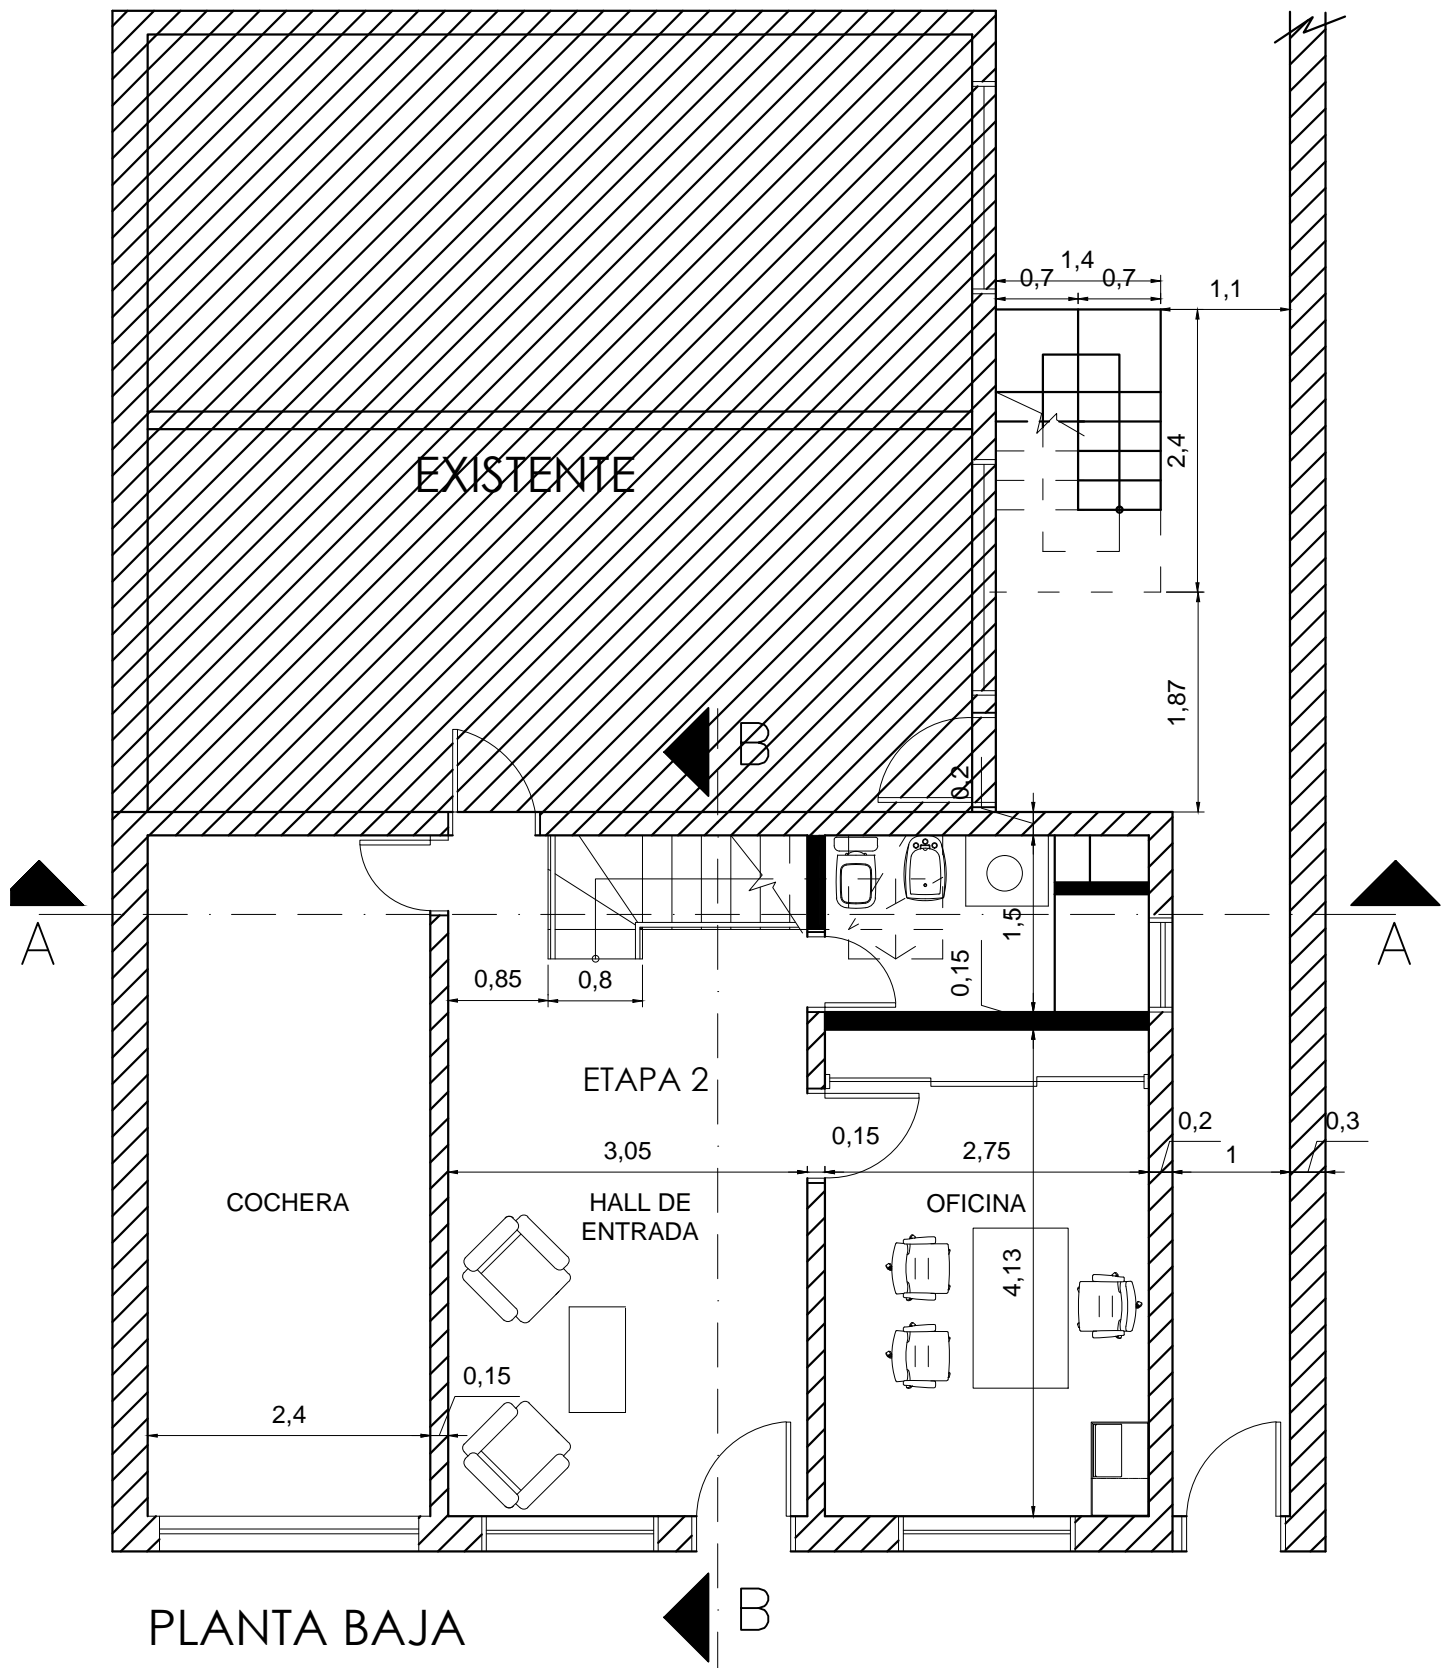 1,4
0,7
0,7
1,1
2,4
EXISTENTE
1,87
B
0,2
A
1,5
A
0,15
0,85
0,8
ETAPA 2
0,2
0,3
0,15
3,05
2,75
1
COCHERA
HALL DE
ENTRADA
OFICINA
4,13
0,15
2,4
B
PLANTA BAJA